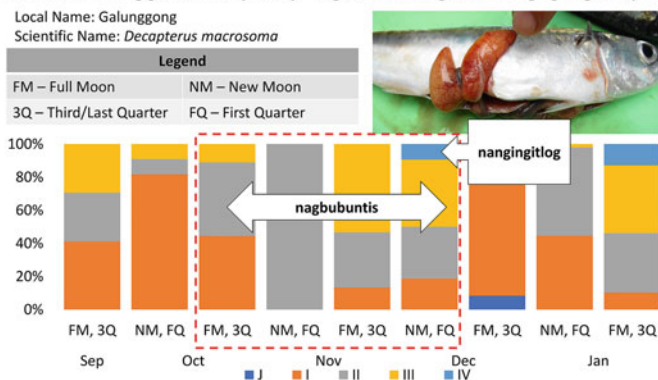 Local Name: Galunggong
Scientific Name: Decapterus macrosoma
Legend
FM – Full Moon NM – New Moon
3Q – Third/Last Quarter FQ – First Quarter
100%
80%
60%
40%
20%
0%
nangingitlog
nagbubuntis
FM, 3Q NM, FQ FM, 3Q NM, FQ FM, 3Q NM, FQ FM, 3Q NM, FQ FM, 3Q
Sep Oct Nov Dec Jan
J I II III IV